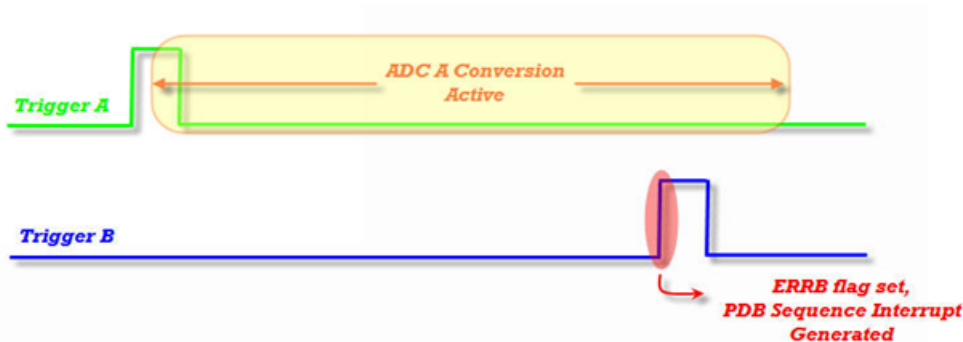 ADC A Conversion
Active
Trigger A
Trigger B
ERRB flag set,
PDB Sequence Interrupt
Generated